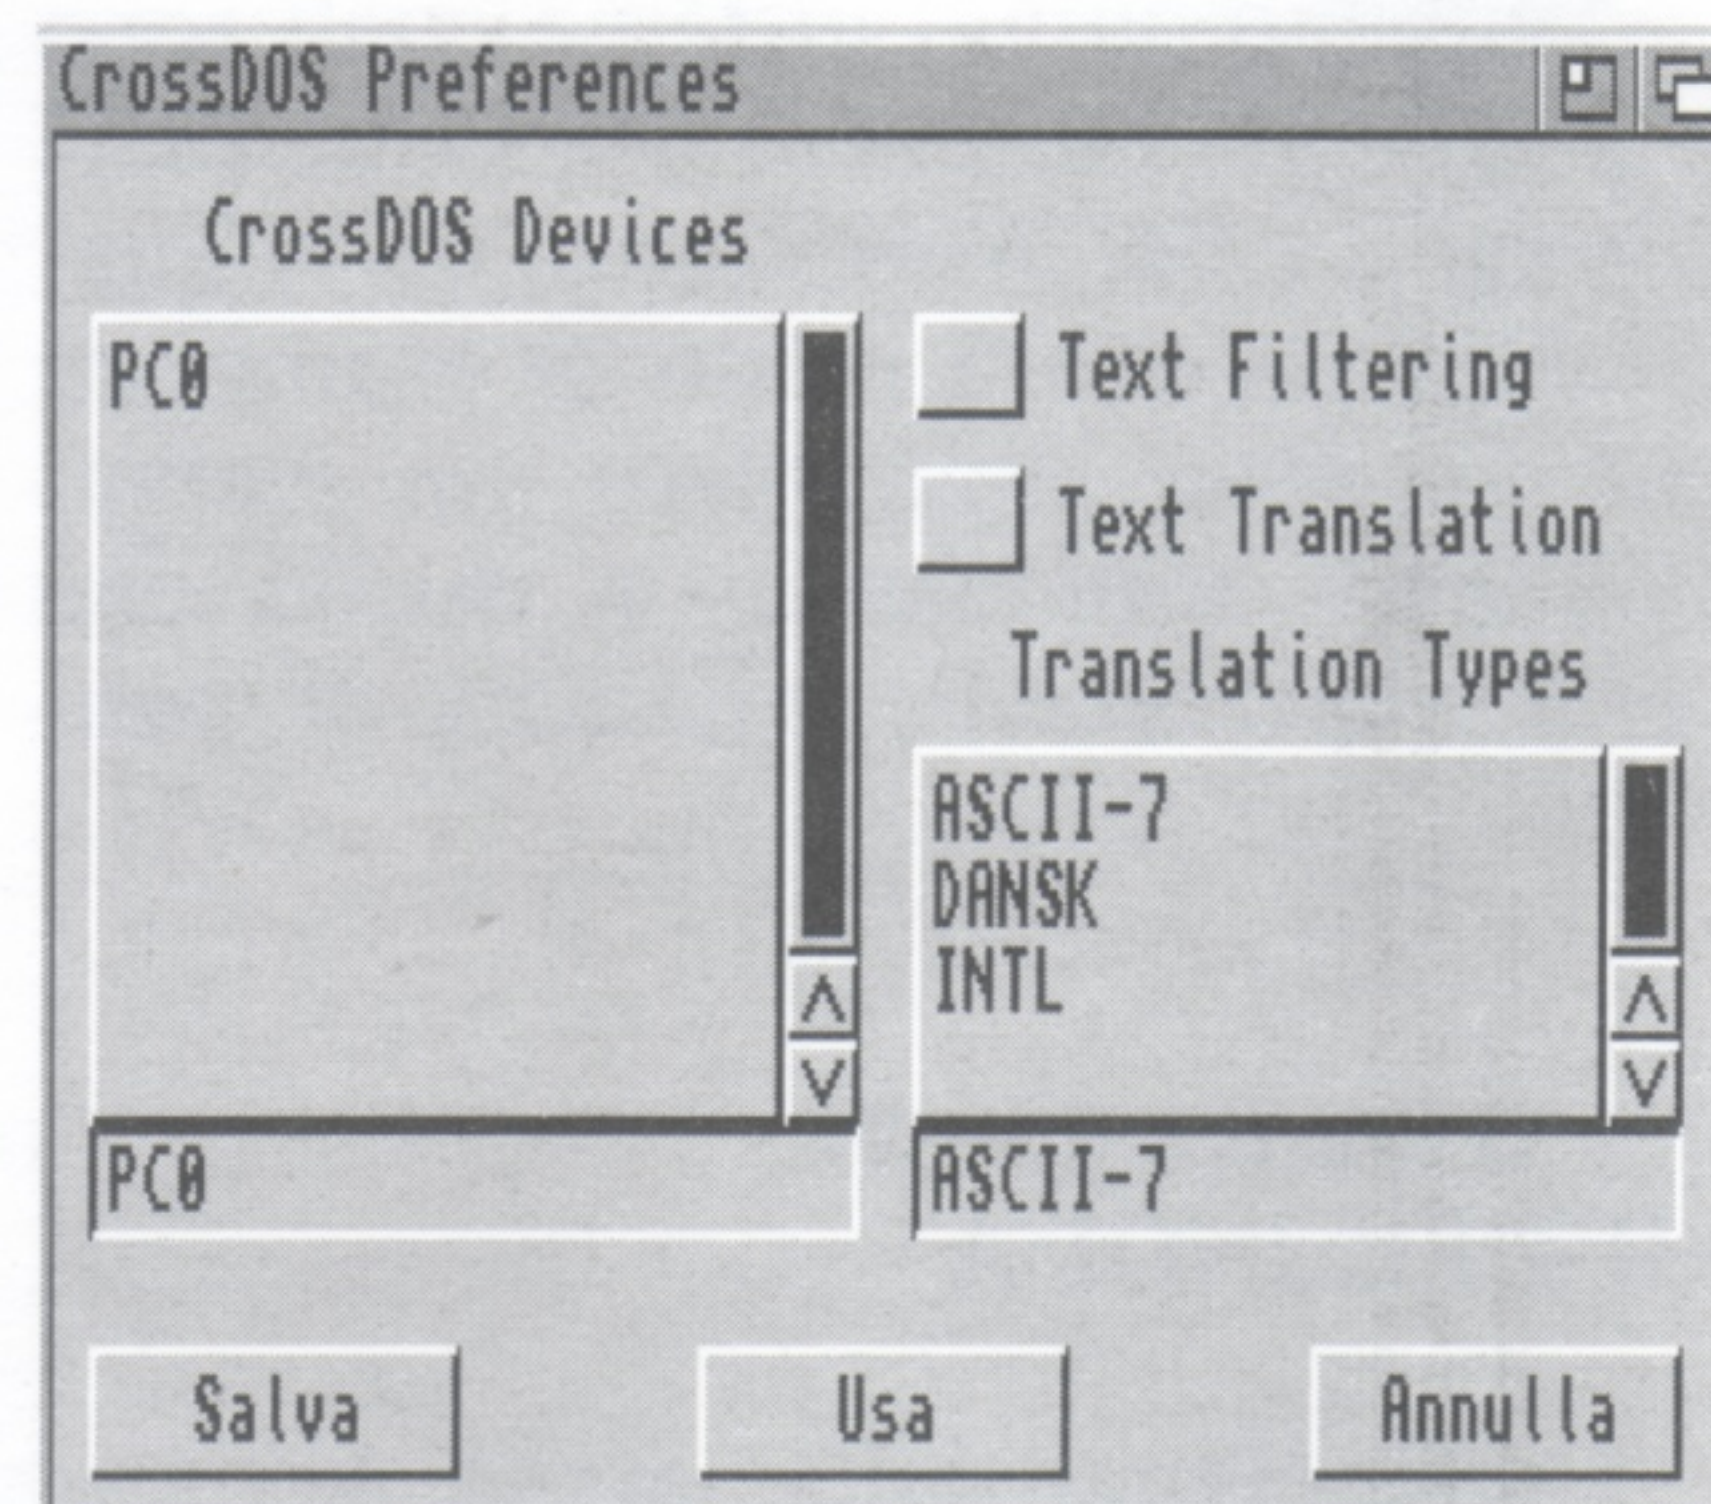 CrossDOS Preferences
CrossDOS Devices
PC0
PC0
Text Filtering
Text Translation
Translation Types
ASCII-7
DANSK
INTL
ASCII-7
Salva
Usa
Annulla